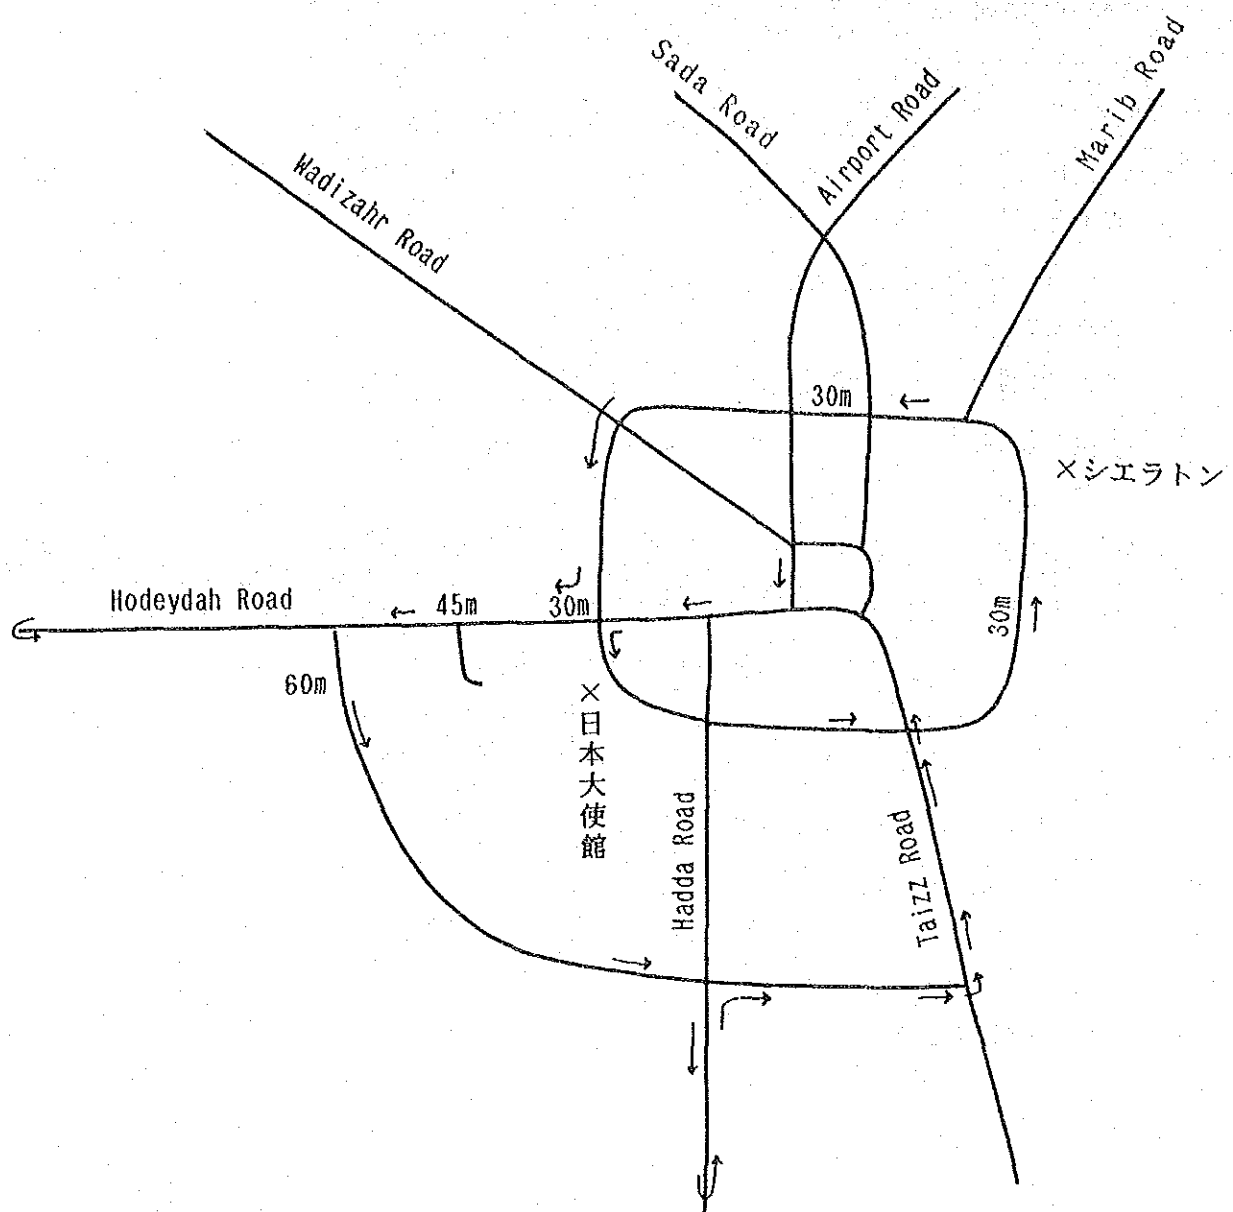 Sada Road
Airport Road
Marib Road
Wadizahr Road
30m
×シエラトン
Hodeydah Road
45m
30m
30m
60m
×日本大使館
Hadda Road
Taizz Road